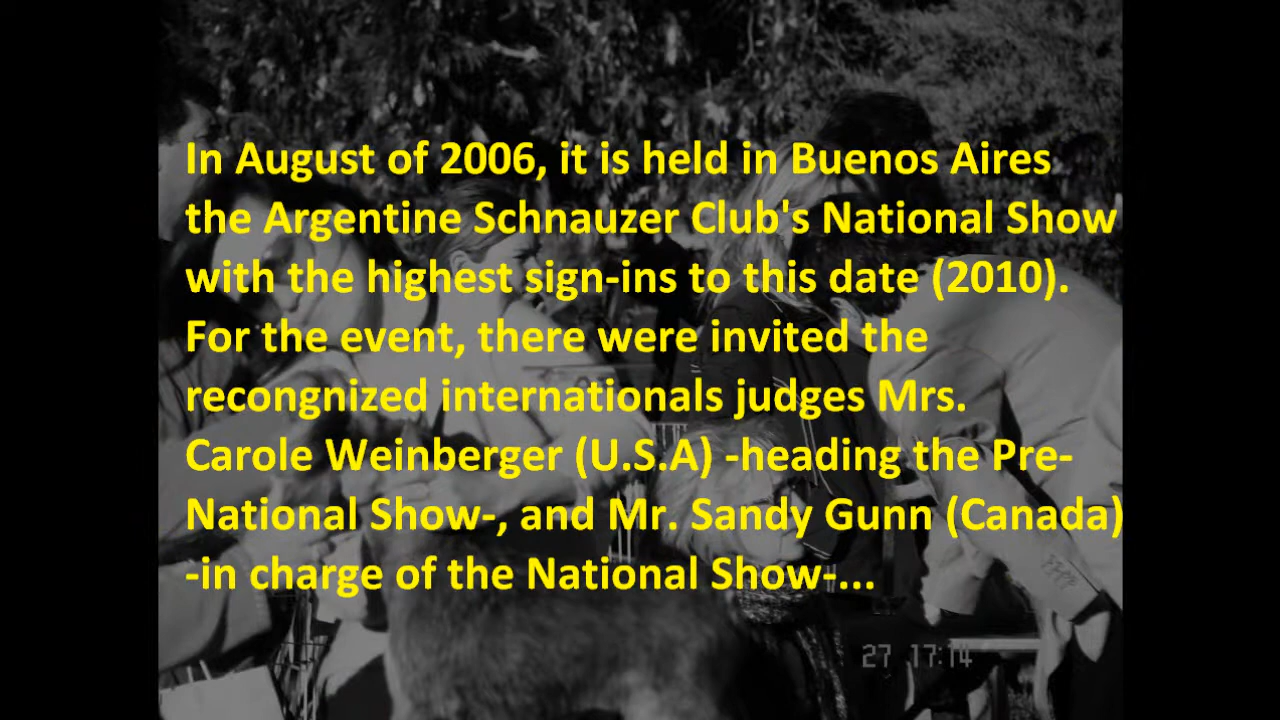 In August of 2006, it is held in Buenos Aires
the Argentine Schnauzer Club's National Show
with the highest sign-ins to this date (2010).
For the event, there were invited the
recongnized internationals judges Mrs.
Carole Weinberger (U.S.A) -heading the Pre-
National Show-, and Mr. Sandy Gunn (Canada)
-in charge of the National Show-...
27 17:14